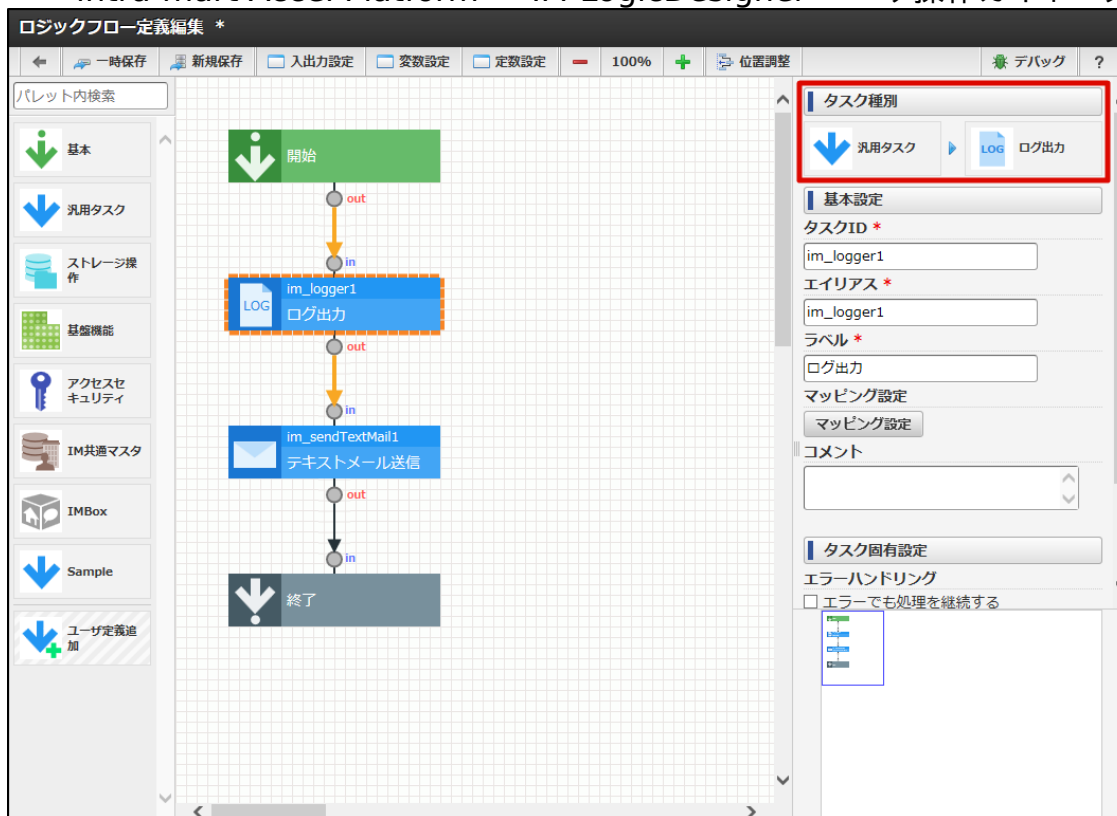 intra-mart Accel Platform
ロジックフロー定義編集 *
一時保存
新規保存
入出力設定
変数設定
定数設定
100%
位置調整
デバッグ
?
パレット内検索
基本
汎用タスク
ストレージ操
作
基盤機能
アクセスセ
キュリティ
IM共通マスタ
IMBox
Sample
ユーザ定義追
加
開始
out
in
im_logger1
LOG
ログ出力
out
in
im_sendTextMail1
テキストメール送信
out
in
終了
タスク種別
汎用タスク
LOG
ログ出力
基本設定
タスクID *
im_logger1
エイリアス *
im_logger1
ラベル *
ログ出力
マッピング設定
マッピング設定
コメント
タスク固有設定
エラーハンドリング
エラーでも処理を継続する